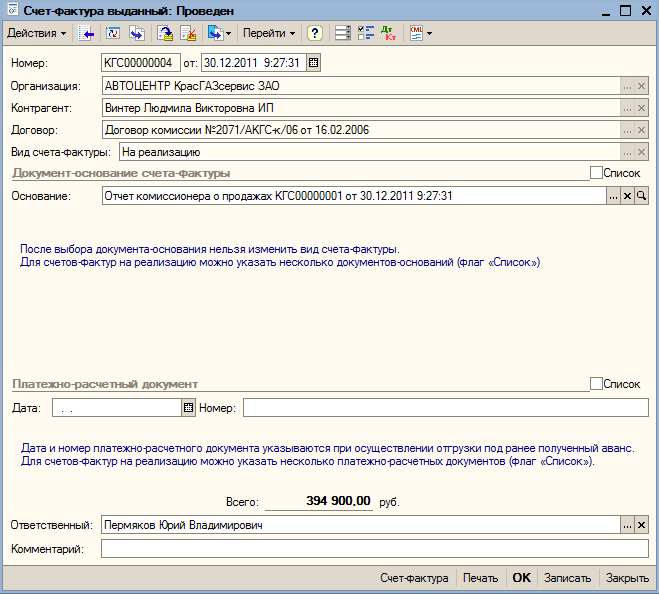 Счет-фактура выданный: Проведен
Действия Перейти ? Дт Кт
Номер: КГС00000004 от: 30.12.2011 9:27:31
Организация: АВТОЦЕНТР КрасГАЗсервис ЗАО ... ×
Контрагент: Винтер Людмила Викторовна ИП ... ×
Договор: Договор комиссии №2071/АКГС-к/06 от 16.02.2006 ... ×
Вид счета-фактуры: На реализацию ... ×
Документ-основание счета-фактуры Список
Основание: Отчет комиссионера о продажах КГС00000001 от 30.12.2011 9:27:31 ... ×
После выбора документа-основания нельзя изменить вид счета-фактуры.
Для счетов-фактур на реализацию можно указать несколько документов-оснований (флаг «Список»)
Платежно-расчетный документ Список
Дата: . . Номер:
Дата и номер платежно-расчетного документа указываются при осуществлении отгрузки под ранее полученный аванс.
Для счетов-фактур на реализацию можно указать несколько платежно-расчетных документов (флаг «Список»).
Всего: 394 900,00 руб.
Ответственный: Пермяков Юрий Владимирович ... ×
Комментарий:
Счет-фактура Печать OK Записать Закрыть